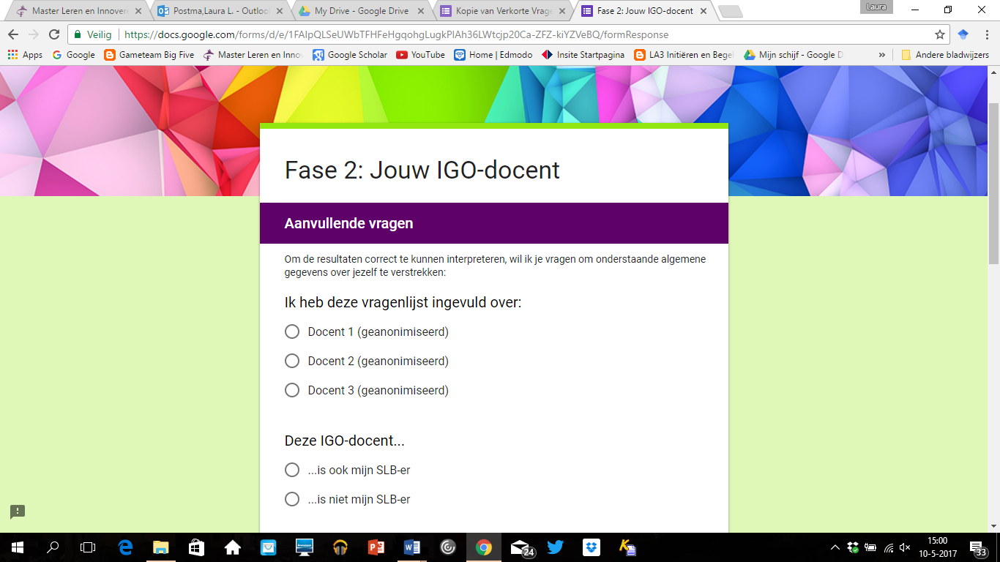 Master Leren en Innovere
Postma,Laura L. - Outloo
My Drive - Google Drive
Kopie van Verkorte Vrage
Fase 2: Jouw IGO-docent
Laura
Veilig
https://docs.google.com/forms/d/e/1FAIpQLSeUWbTFHFeHgqohgLugkPlAh36LWtcjp20Ca-ZFZ-kiYZVeBQ/formResponse
Apps
Google
Gameteam Big Five
Master Leren en Inno
Google Scholar
YouTube
Home | Edmodo
Insite Startpagina
LA3 Initiëren en Bege
Mijn schijf - Google D
»
Andere bladwijzers
Fase 2: Jouw IGO-docent
Aanvullende vragen
Om de resultaten correct te kunnen interpreteren, wil ik je vragen om onderstaande algemene
gegevens over jezelf te verstrekken:
Ik heb deze vragenlijst ingevuld over:
Docent 1 (geanonimiseerd)
Docent 2 (geanonimiseerd)
Docent 3 (geanonimiseerd)
Deze IGO-docent...
...is ook mijn SLB-er
...is niet mijn SLB-er
24
15:00
10-5-2017
33